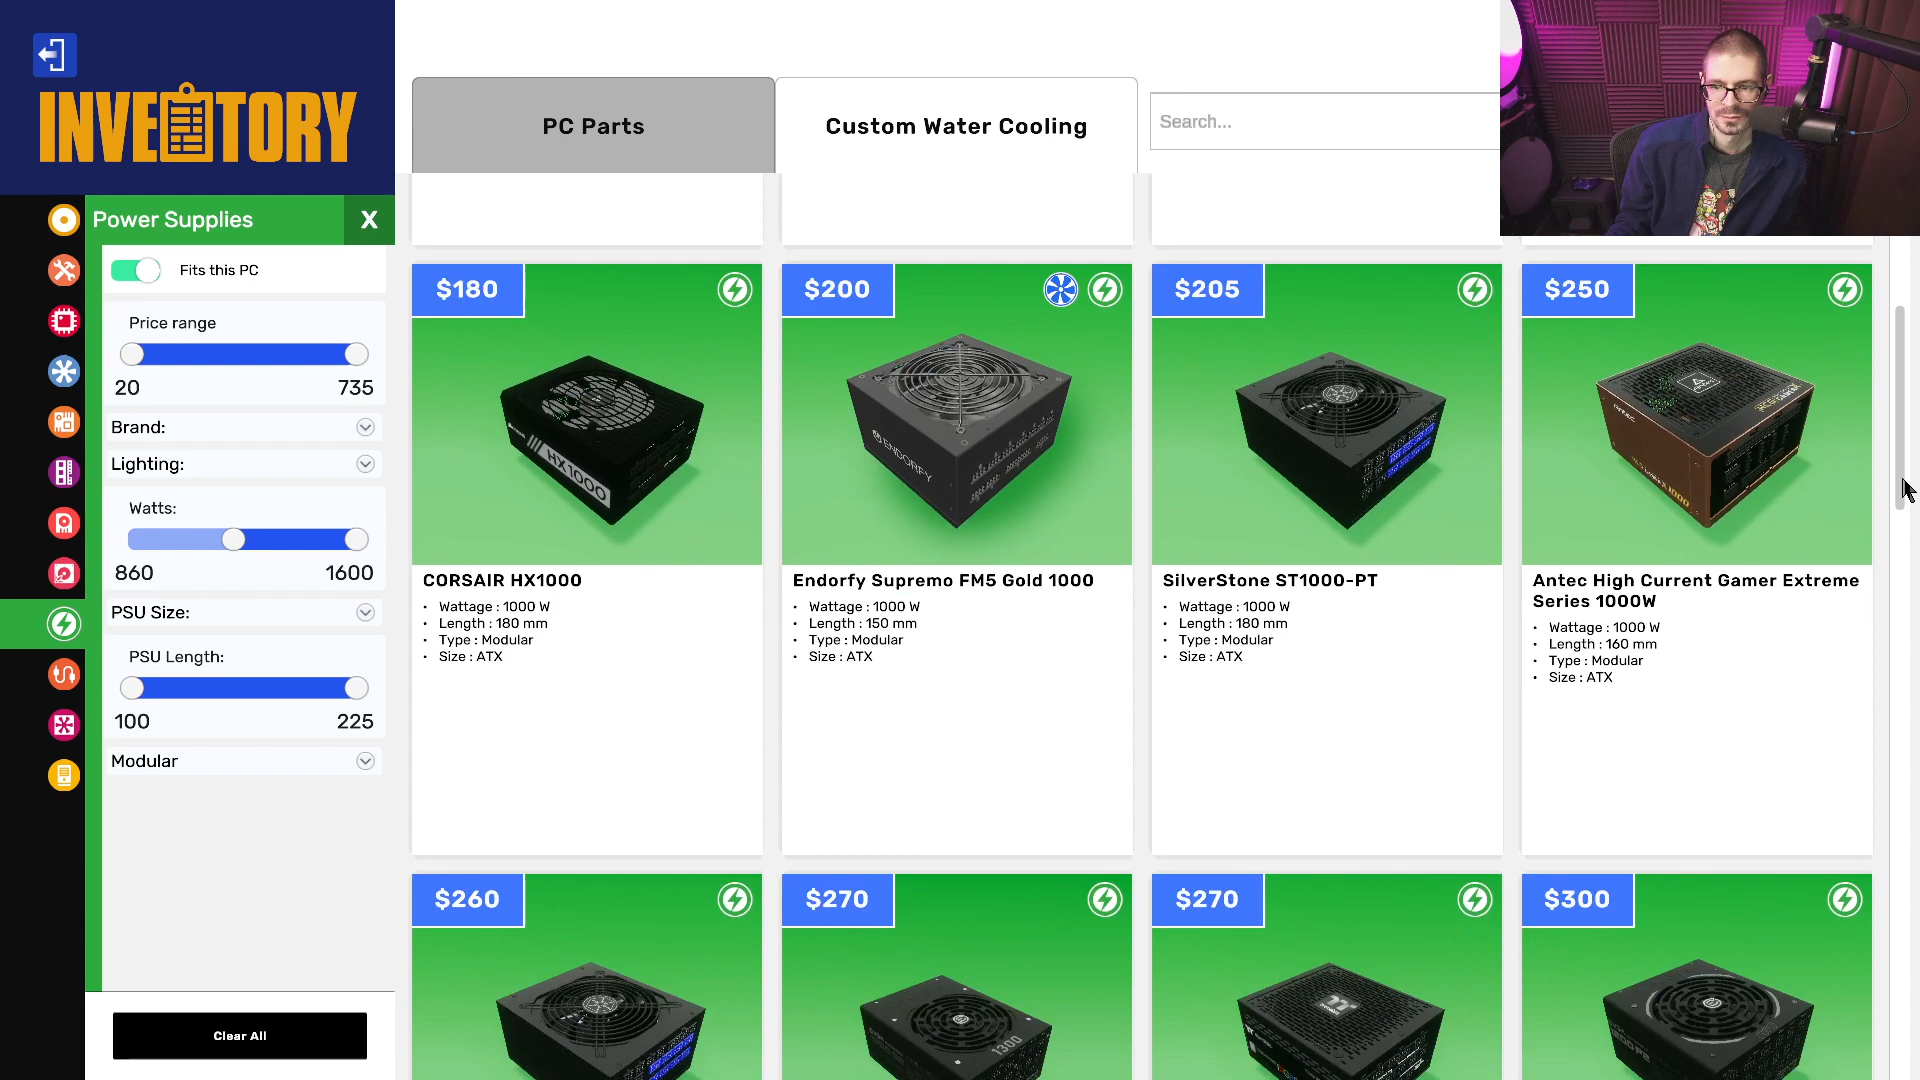 INVENTORY
PC Parts
Custom Water Cooling
Search...
Power Supplies
X
Fits this PC
Price range
20
735
Brand:
Lighting:
Watts:
860
1600
PSU Size:
PSU Length:
100
225
Modular
Clear All
$180
HX1000
CORSAIR HX1000
• Wattage : 1000 W
• Length : 180 mm
• Type : Modular
• Size : ATX
$200
ENDORFY
Endorfy Supremo FM5 Gold 1000
• Wattage : 1000 W
• Length : 150 mm
• Type : Modular
• Size : ATX
$205
SilverStone ST1000-PT
• Wattage : 1000 W
• Length : 180 mm
• Type : Modular
• Size : ATX
$250
Antec High Current Gamer Extreme
Series 1000W
• Wattage : 1000 W
• Length : 160 mm
• Type : Modular
• Size : ATX
$260
$270
1300
$270
$300